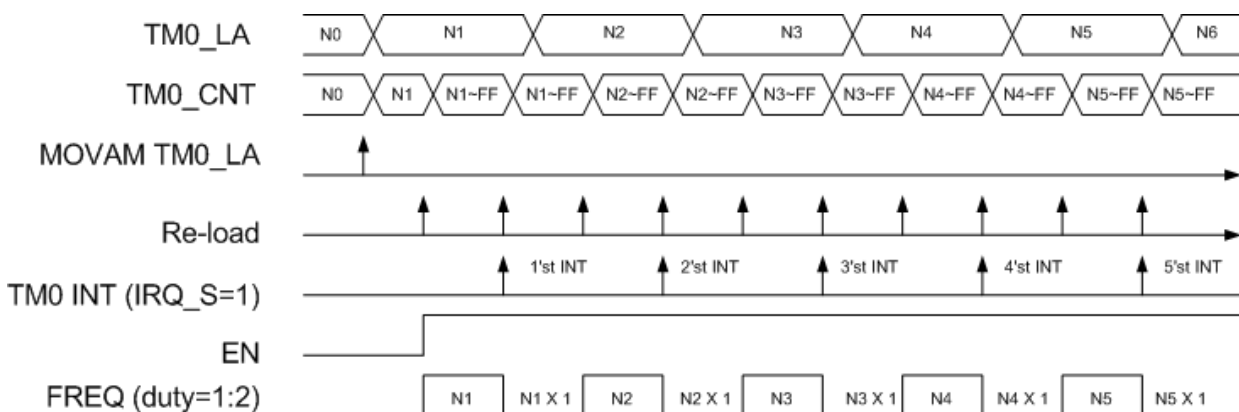 TM0_LA N0 N1 N2 N3 N4 N5 N6
TM0_CNT N0 N1 N1~FF N1~FF N2~FF N2~FF N3~FF N3~FF N4~FF N4~FF N5~FF N5~FF
MOVAM TM0_LA
Re-load
1'st INT 2'st INT 3'st INT 4'st INT 5'st INT
TM0 INT (IRQ_S=1)
EN
FREQ (duty=1:2) N1 N1 X 1 N2 N2 X 1 N3 N3 X 1 N4 N4 X 1 N5 N5 X 1